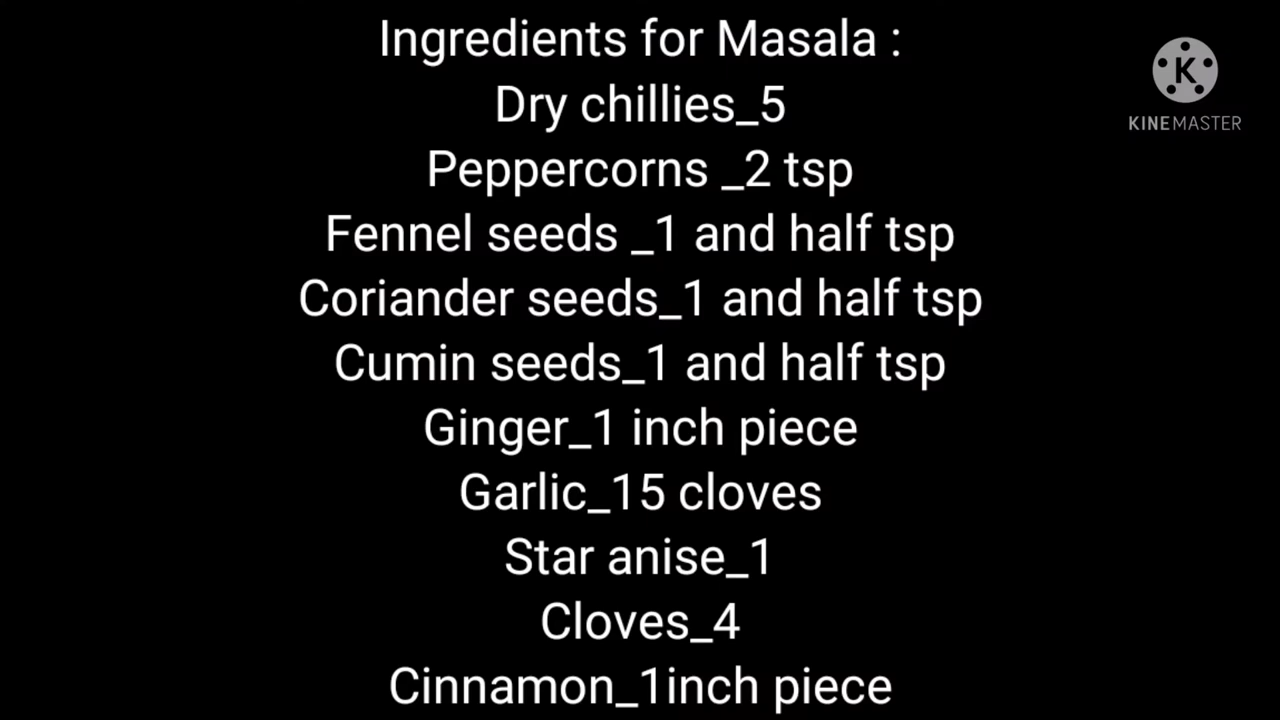 Ingredients for Masala :
Dry chillies_5
Peppercorns _2 tsp
Fennel seeds _1 and half tsp
Coriander seeds_1 and half tsp
Cumin seeds_1 and half tsp
Ginger_1 inch piece
Garlic_15 cloves
Star anise_1
Cloves_4
Cinnamon_1inch piece
K
KINEMASTER